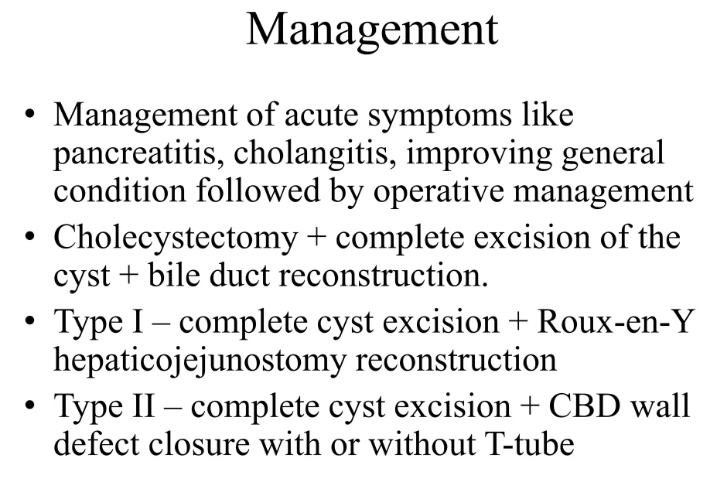 Management
• Management of acute symptoms like
pancreatitis, cholangitis, improving general
condition followed by operative management
• Cholecystectomy + complete excision of the
cyst + bile duct reconstruction.
• Type I – complete cyst excision + Roux-en-Y
hepaticojejunostomy reconstruction
• Type II – complete cyst excision + CBD wall
defect closure with or without T-tube